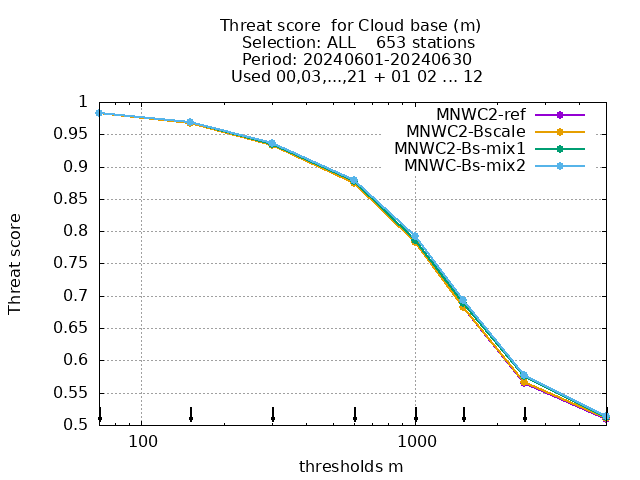 Threat score  for Cloud base (m)
Selection: ALL    653 stations
Period: 20240601-20240630
Used 00,03,...,21 + 01 02 ... 12
MNWC2-ref
MNWC2-Bscale
MNWC2-Bs-mix1
MNWC-Bs-mix2
Threat score
1
0.95
0.9
0.85
0.8
0.75
0.7
0.65
0.6
0.55
0.5
100 1000
thresholds m